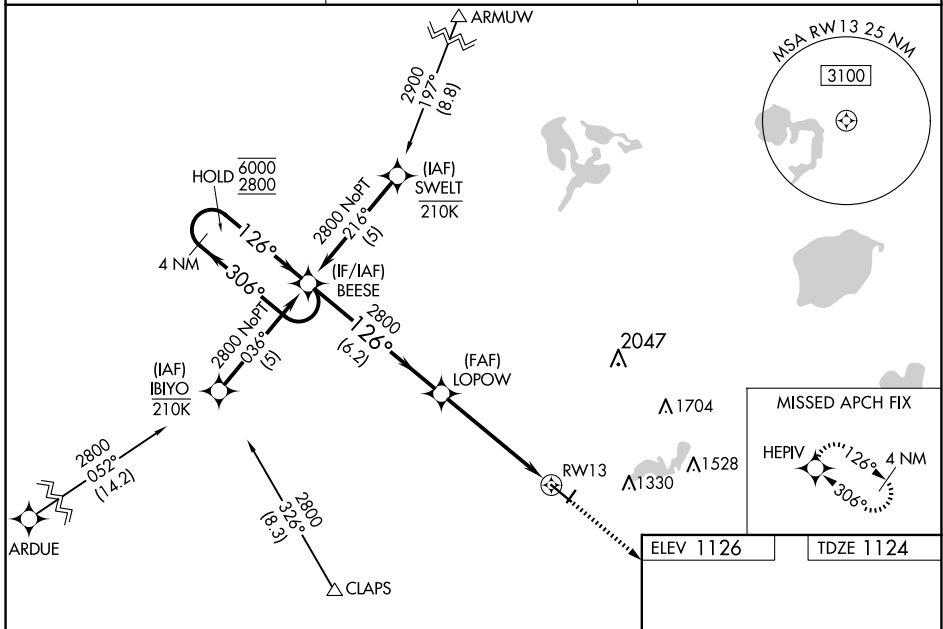 ARMUW
2900
197°
(8.8)
MSA RW13 25 NM
3100
(IAF)
SWELT
210K
HOLD 6000
2800
2800 NoPT
216°
(5)
126°
4 NM
306°
(IF/IAF)
BEESE
2800 NoPT
036°
(5)
2800
126°
(6.2)
(IAF)
IBIYO
210K
(FAF)
LOPOW
2047
1704
1528
1330
MISSED APCH FIX
HEPIV
126°
4 NM
306°
RW13
2800
052°
(14.2)
ARDUE
2800
326°
(8.3)
CLAPS
ELEV 1126
TDZE 1124